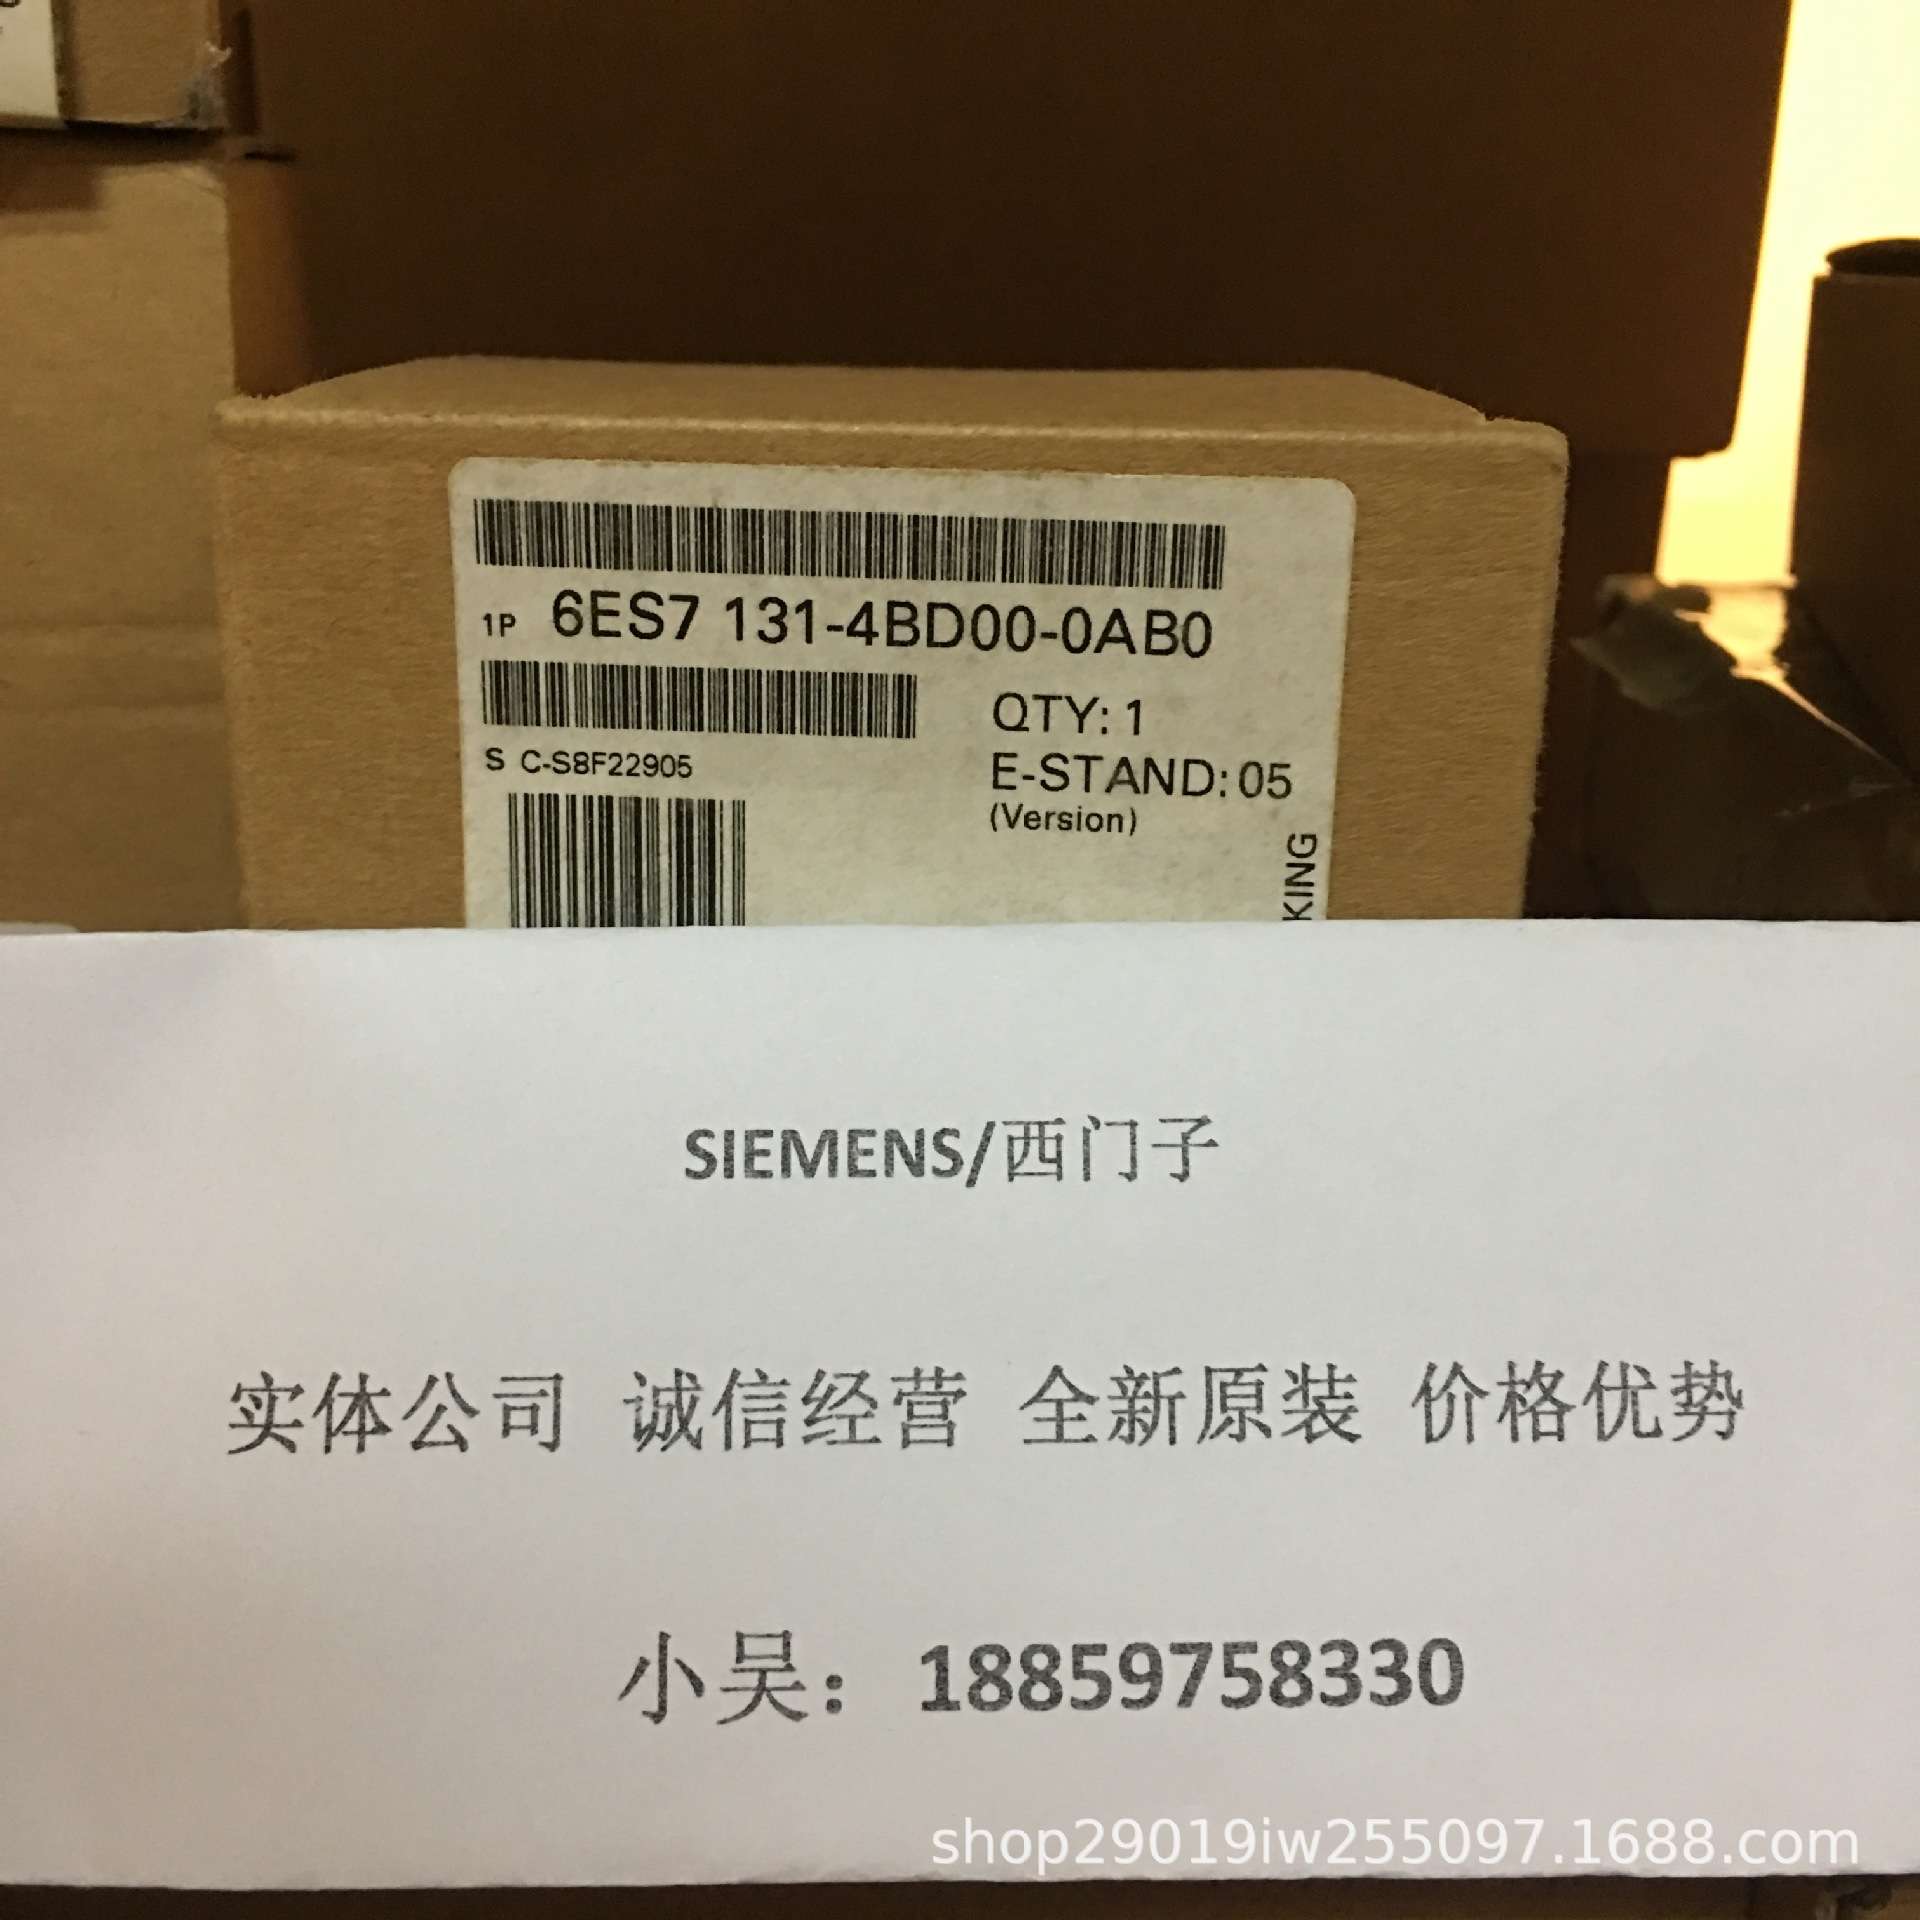 1P 6ES7 131-4BD00-0AB0
QTY: 1
S C-S8F22905
E-STAND: 05
(Version)
KING
SIEMENS/西门子
实体公司 诚信经营 全新原装 价格优势
小吴： 18859758330
shop29019iw255097.1688.com